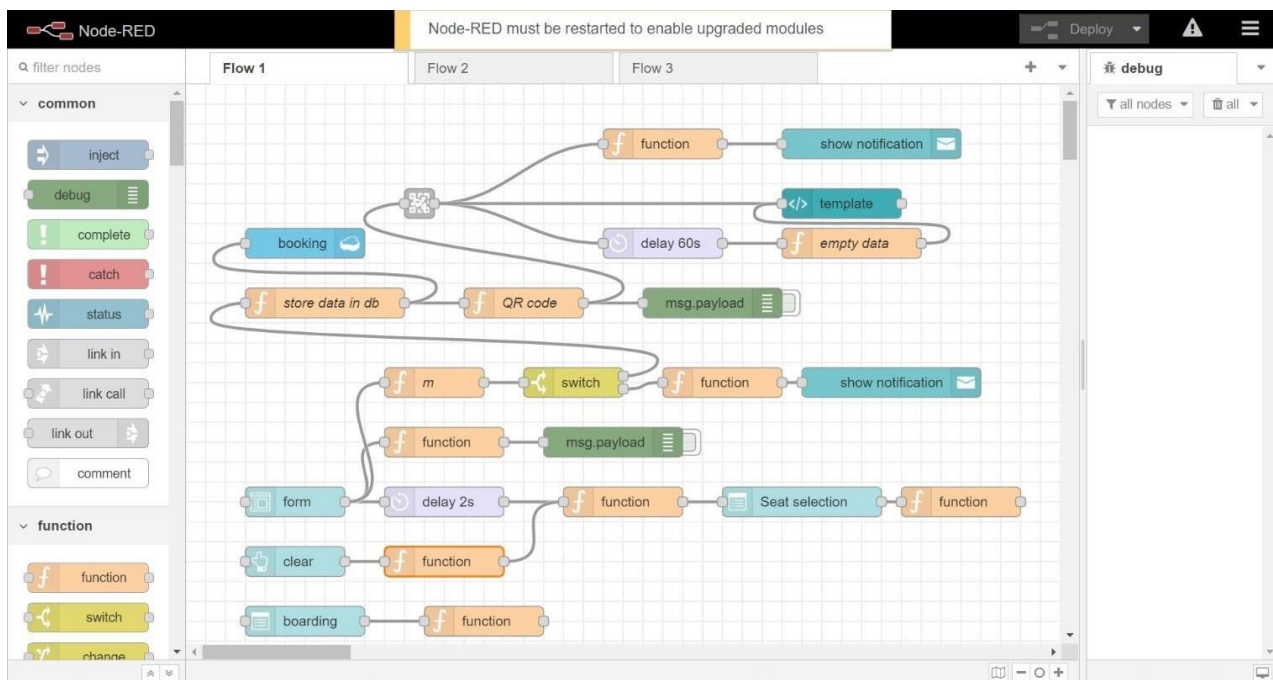 Node-RED
Node-RED must be restarted to enable upgraded modules
Deploy
filter nodes
Flow 1
Flow 2
Flow 3
debug
all nodes
all
common
inject
debug
complete
catch
status
link in
link call
link out
comment
function
function
switch
change
function
show notification
template
booking
delay 60s
empty data
store data in db
QR code
msg.payload
m
switch
function
show notification
function
msg.payload
form
delay 2s
function
Seat selection
function
clear
function
boarding
function